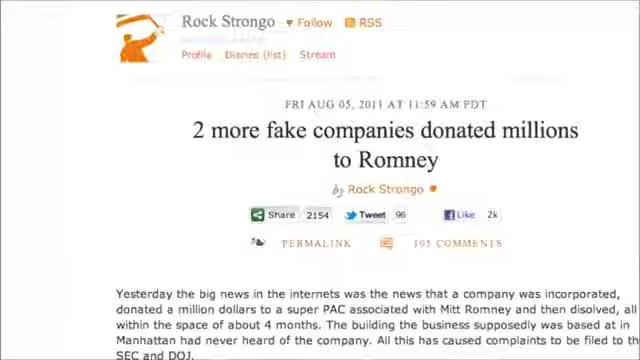 Rock Strongo ♥ Follow RSS
Profile Diaries (list) Stream
FRI AUG 05, 2011 AT 11:59 AM PDT
2 more fake companies donated millions
to Romney
by Rock Strongo
Share 2154 Tweet 96 Like 2k
PERMALINK 195 COMMENTS
Yesterday the big news in the internets was the news that a company was incorporated,
donated a million dollars to a super PAC associated with Mitt Romney and then disolved, all
within the space of about 4 months. The building the business supposedly was based at in
Manhattan had never heard of the company. All this has caused complaints to be filed to th
SEC and DOJ.